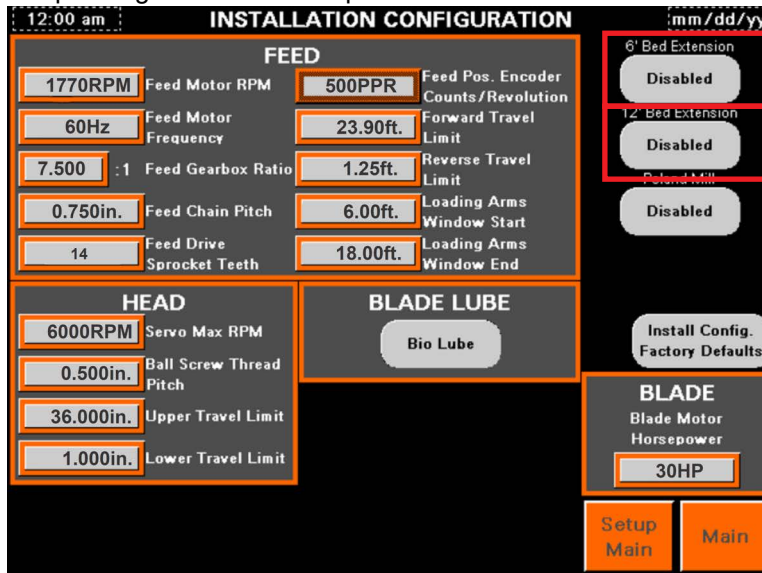 12:00 am
INSTALLATION CONFIGURATION
mm/dd/yy
FEED
1770RPM Feed Motor RPM
60Hz Feed Motor
Frequency
7.500 :1 Feed Gearbox Ratio
0.750in. Feed Chain Pitch
14 Feed Drive
Sprocket Teeth
500PPR Feed Pos. Encoder
Counts/Revolution
23.90ft. Forward Travel
Limit
1.25ft. Reverse Travel
Limit
6.00ft. Loading Arms
Window Start
18.00ft. Loading Arms
Window End
6' Bed Extension
Disabled
12' Bed Extension
Disabled
Disabled
HEAD
6000RPM Servo Max RPM
0.500in. Ball Screw Thread
Pitch
36.000in. Upper Travel Limit
1.000in. Lower Travel Limit
BLADE LUBE
Bio Lube
Install Config.
Factory Defaults
BLADE
Blade Motor
Horsepower
30HP
Setup
Main
Main